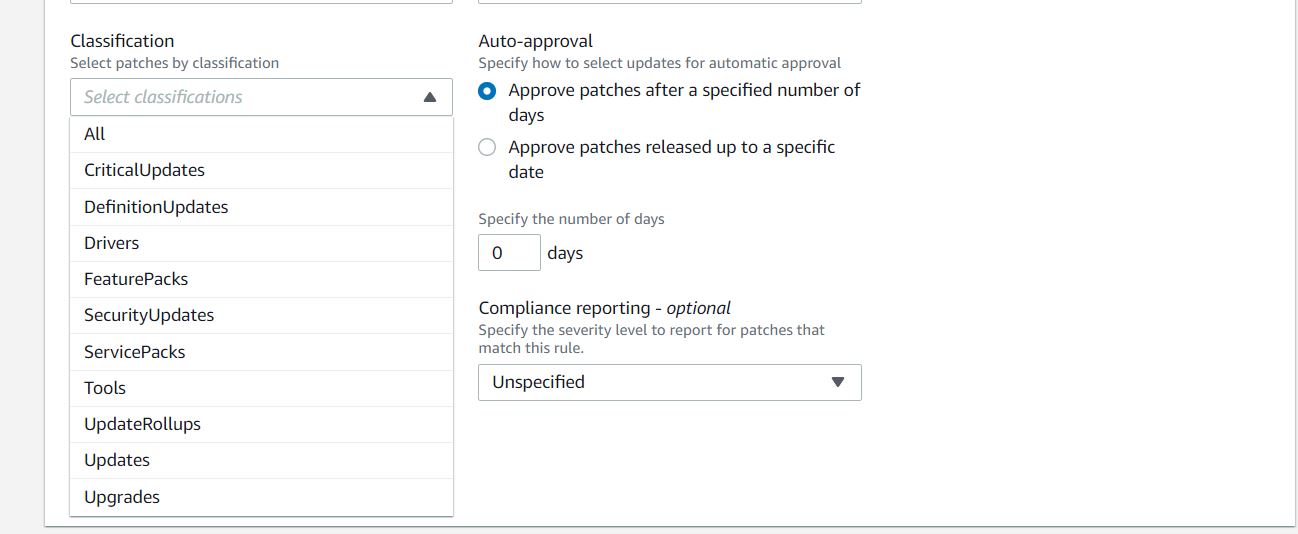 Classification
Select patches by classification
Select classifications
All
CriticalUpdates
DefinitionUpdates
Drivers
FeaturePacks
SecurityUpdates
ServicePacks
Tools
UpdateRollups
Updates
Upgrades
Auto-approval
Specify how to select updates for automatic approval
Approve patches after a specified number of
days
Approve patches released up to a specific
date
Specify the number of days
0 days
Compliance reporting - optional
Specify the severity level to report for patches that
match this rule.
Unspecified